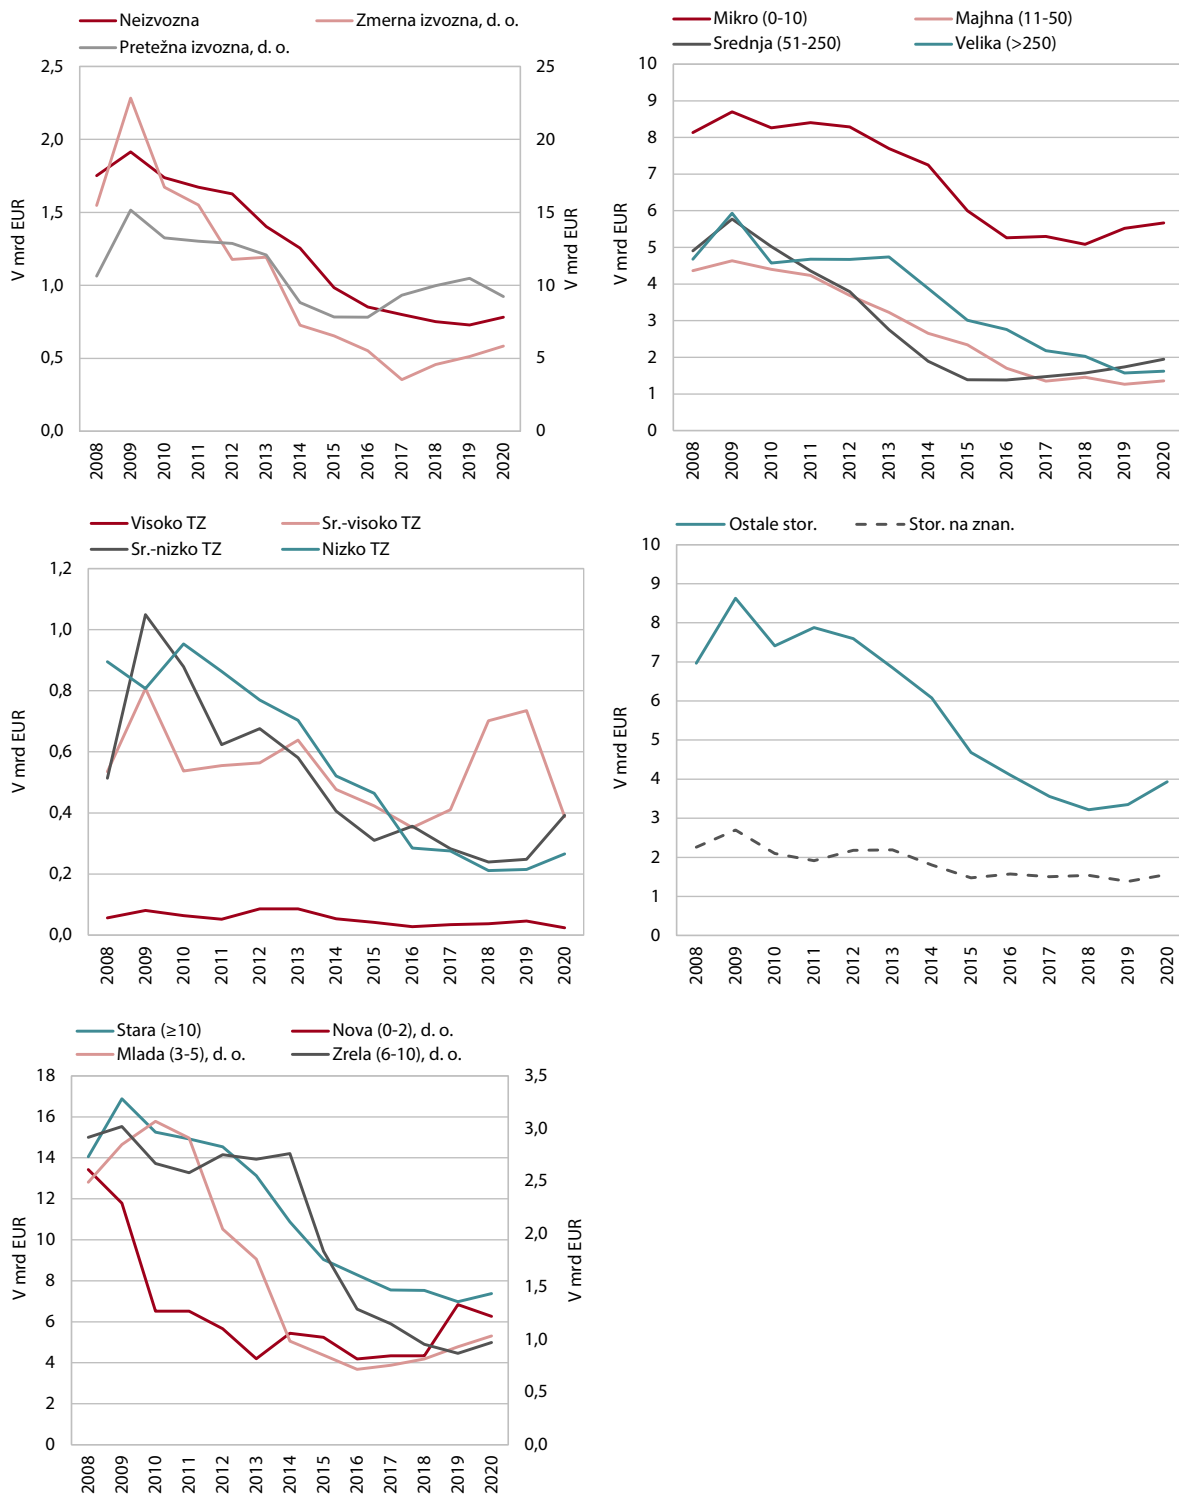 Neizvozna
Zmerna izvozna, d. o.
Pretežna izvozna, d. o.
2,5
2,0
1,5
1,0
0,5
0,0
25
20
15
10
5
0
V mrd EUR
V mrd EUR
2008 2009 2010 2011 2012 2013 2014 2015 2016 2017 2018 2019 2020
Mikro (0-10)
Majhna (11-50)
Srednja (51-250)
Velika (>250)
10
9
8
7
6
5
4
3
2
1
0
V mrd EUR
2008 2009 2010 2011 2012 2013 2014 2015 2016 2017 2018 2019 2020
Visoko TZ
Sr.-visoko TZ
Sr.-nizko TZ
Nizko TZ
1,2
1,0
0,8
0,6
0,4
0,2
0,0
V mrd EUR
2008 2009 2010 2011 2012 2013 2014 2015 2016 2017 2018 2019 2020
Ostale stor.
Stor. na znan.
10
9
8
7
6
5
4
3
2
1
0
V mrd EUR
2008 2009 2010 2011 2012 2013 2014 2015 2016 2017 2018 2019 2020
Stara (≥10)
Nova (0-2), d. o.
Mlada (3-5), d. o.
Zrela (6-10), d. o.
18
16
14
12
10
8
6
4
2
0
3,5
3,0
2,5
2,0
1,5
1,0
0,5
0,0
V mrd EUR
V mrd EUR
2008 2009 2010 2011 2012 2013 2014 2015 2016 2017 2018 2019 2020